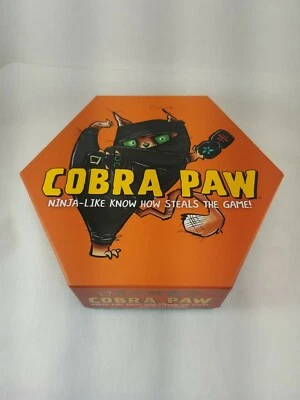 COBRA PAW
NINJA-LIKE KNOW HOW STEALS THE GAME!
COBRA PAW